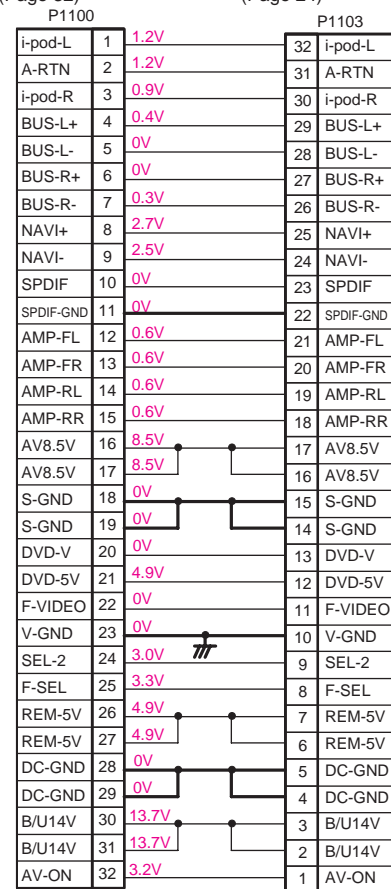 P1100 P1103
i-pod-L 1 1.2V 32 i-pod-L
A-RTN 2 1.2V 31 A-RTN
i-pod-R 3 0.9V 30 i-pod-R
BUS-L+ 4 0.4V 29 BUS-L+
BUS-L- 5 0V 28 BUS-L-
BUS-R+ 6 0V 27 BUS-R+
BUS-R- 7 0.3V 26 BUS-R-
NAVI+ 8 2.7V 25 NAVI+
NAVI- 9 2.5V 24 NAVI-
SPDIF 10 0V 23 SPDIF
SPDIF-GND 11 0V 22 SPDIF-GND
AMP-FL 12 0.6V 21 AMP-FL
AMP-FR 13 0.6V 20 AMP-FR
AMP-RL 14 0.6V 19 AMP-RL
AMP-RR 15 0.6V 18 AMP-RR
AV8.5V 16 8.5V 17 AV8.5V
AV8.5V 17 8.5V 16 AV8.5V
S-GND 18 0V 15 S-GND
S-GND 19 0V 14 S-GND
DVD-V 20 0V 13 DVD-V
DVD-5V 21 4.9V 12 DVD-5V
F-VIDEO 22 0V 11 F-VIDEO
V-GND 23 0V 10 V-GND
SEL-2 24 3.0V 9 SEL-2
F-SEL 25 3.3V 8 F-SEL
REM-5V 26 4.9V 7 REM-5V
REM-5V 27 4.9V 6 REM-5V
DC-GND 28 0V 5 DC-GND
DC-GND 29 0V 4 DC-GND
B/U14V 30 13.7V 3 B/U14V
B/U14V 31 13.7V 2 B/U14V
AV-ON 32 3.2V 1 AV-ON